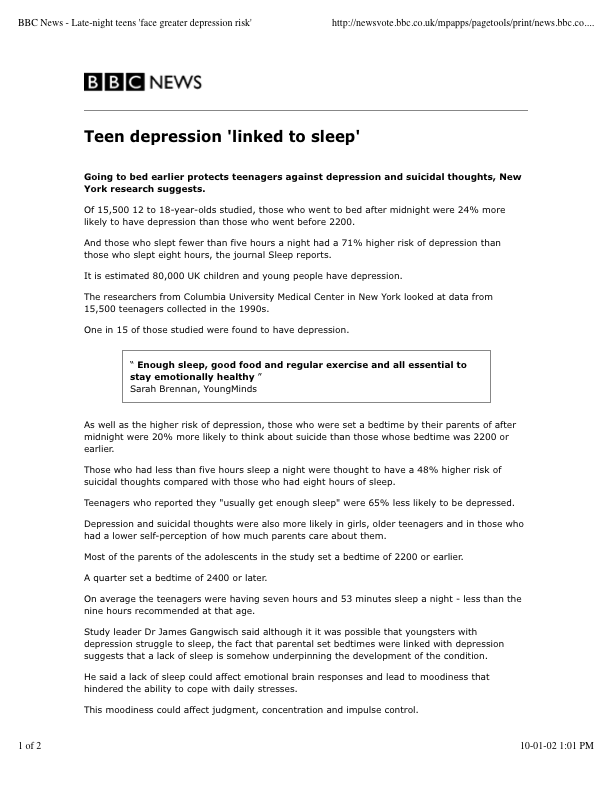 BBC News - Late-night teens 'face greater depression risk'
http://newsvote.bbc.co.uk/mpapps/pagetools/print/news.bbc.co....
BBC NEWS
Teen depression 'linked to sleep'
Going to bed earlier protects teenagers against depression and suicidal thoughts, New
York research suggests.
Of 15,500 12 to 18-year-olds studied, those who went to bed after midnight were 24% more
likely to have depression than those who went before 2200.
And those who slept fewer than five hours a night had a 71% higher risk of depression than
those who slept eight hours, the journal Sleep reports.
It is estimated 80,000 UK children and young people have depression.
The researchers from Columbia University Medical Center in New York looked at data from
15,500 teenagers collected in the 1990s.
One in 15 of those studied were found to have depression.
" Enough sleep, good food and regular exercise and all essential to
stay emotionally healthy "
Sarah Brennan, YoungMinds
As well as the higher risk of depression, those who were set a bedtime by their parents of after
midnight were 20% more likely to think about suicide than those whose bedtime was 2200 or
earlier.
Those who had less than five hours sleep a night were thought to have a 48% higher risk of
suicidal thoughts compared with those who had eight hours of sleep.
Teenagers who reported they "usually get enough sleep" were 65% less likely to be depressed.
Depression and suicidal thoughts were also more likely in girls, older teenagers and in those who
had a lower self-perception of how much parents care about them.
Most of the parents of the adolescents in the study set a bedtime of 2200 or earlier.
A quarter set a bedtime of 2400 or later.
On average the teenagers were having seven hours and 53 minutes sleep a night - less than the
nine hours recommended at that age.
Study leader Dr James Gangwisch said although it it was possible that youngsters with
depression struggle to sleep, the fact that parental set bedtimes were linked with depression
suggests that a lack of sleep is somehow underpinning the development of the condition.
He said a lack of sleep could affect emotional brain responses and lead to moodiness that
hindered the ability to cope with daily stresses.
This moodiness could affect judgment, concentration and impulse control.
1 of 2
10-01-02 1:01 PM